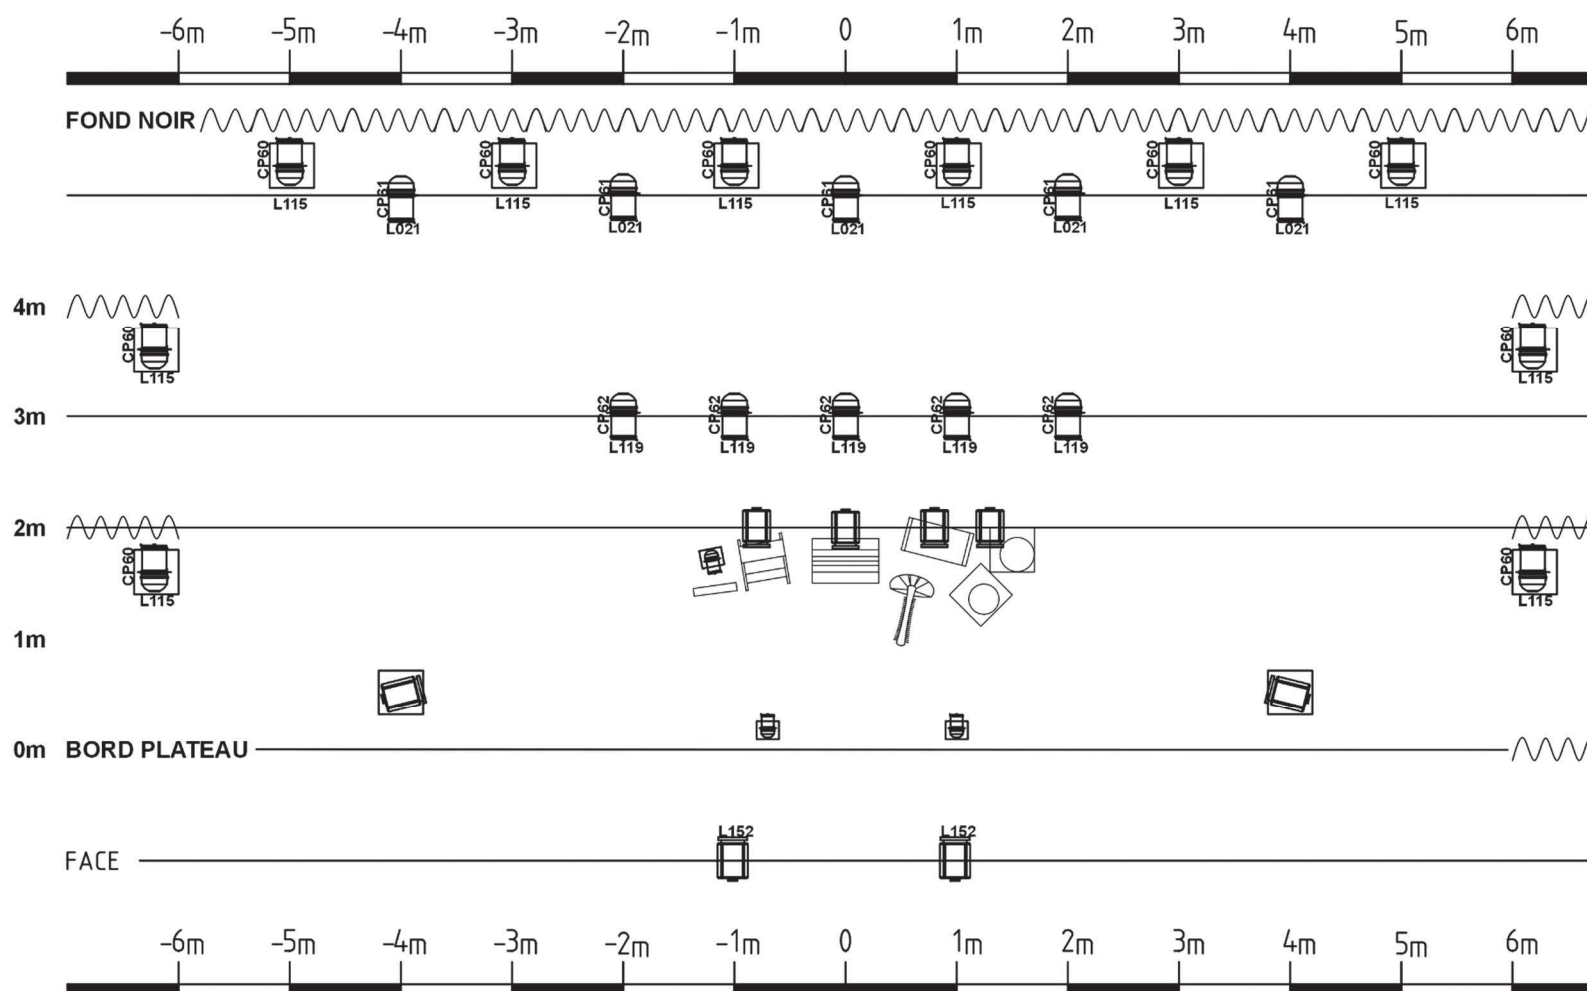 -6m -5m -4m -3m -2m -1m 0 1m 2m 3m 4m 5m 6m
FOND NOIR
CP60 CP60 CP60 CP60 CP60 CP60
L115 L115 L115 L115 L115 L115
CP61 CP61 CP61 CP61 CP61
L021 L021 L021 L021 L021
4m
CP60 CP60
L115 L115
3m CP62 CP62 CP62 CP62 CP62
L119 L119 L119 L119 L119
2m
CP60 CP60
L115 L115
1m
0m BORD PLATEAU
L152 L152
FACE
-6m -5m -4m -3m -2m -1m 0 1m 2m 3m 4m 5m 6m